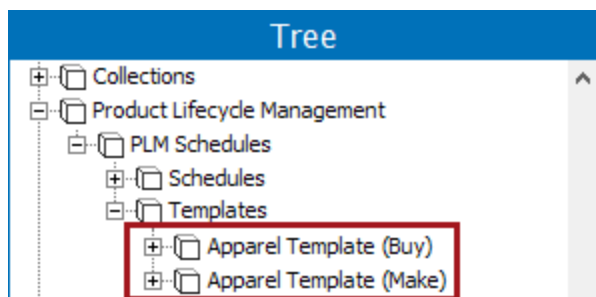 Tree
Collections
Product Lifecycle Management
PLM Schedules
Schedules
Templates
Apparel Template (Buy)
Apparel Template (Make)